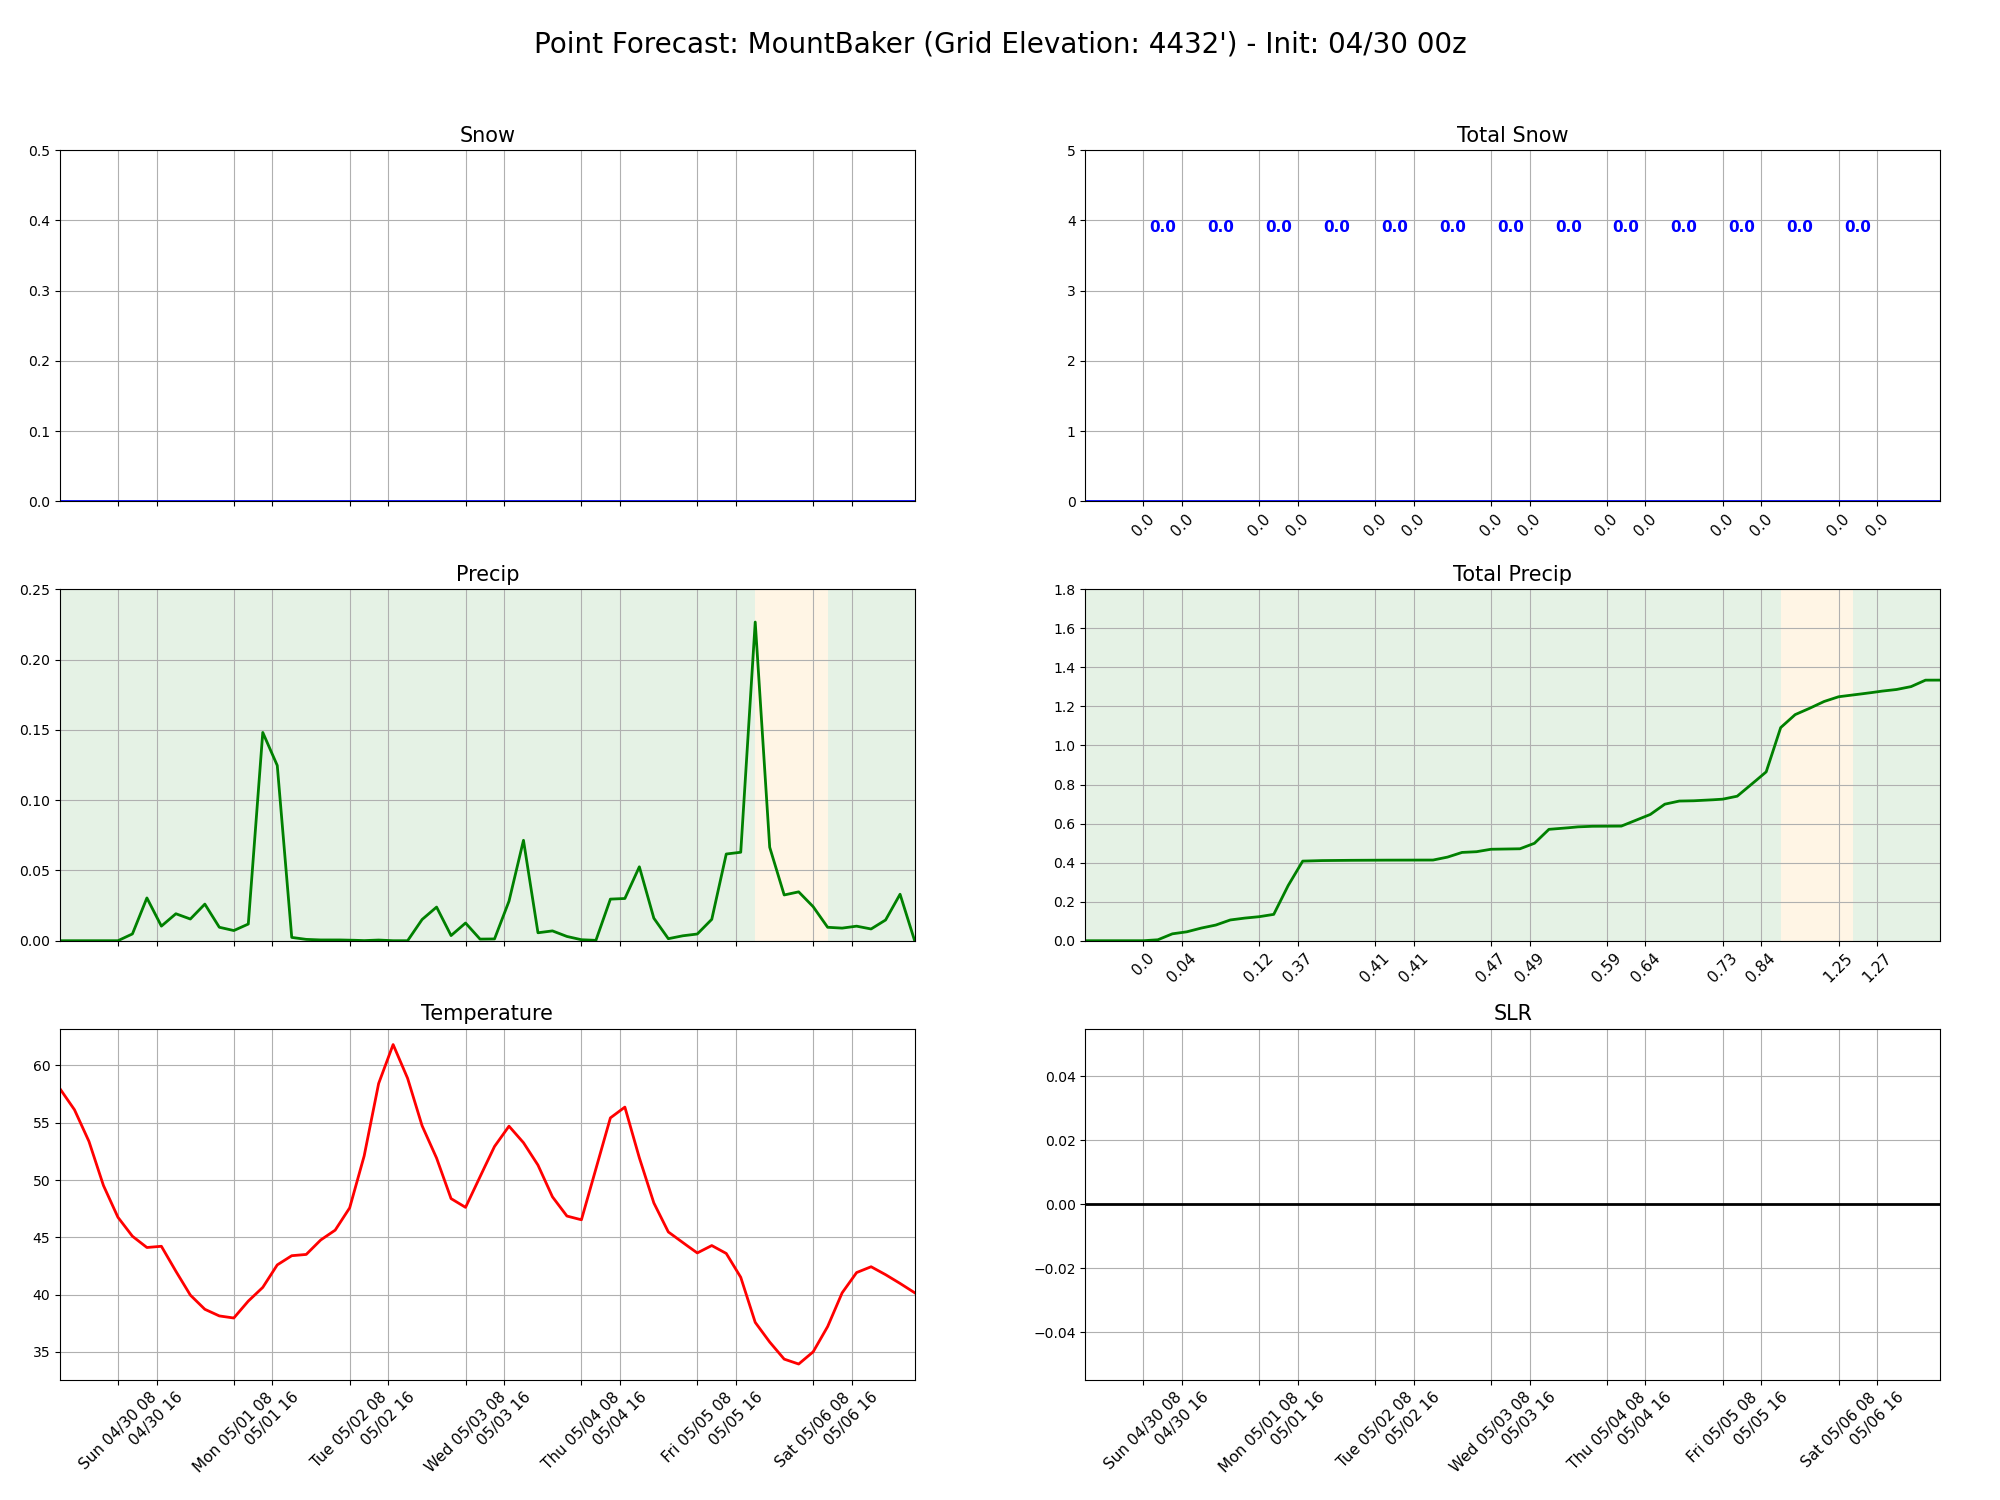 Point Forecast: MountBaker (Grid Elevation: 4432') - Init: 04/30 00z
Snow
0.5
0.4
0.3
0.2
0.1
0.0
Total Snow
5
4
3
2
1
0
0.0 0.0 0.0 0.0 0.0 0.0 0.0 0.0 0.0 0.0 0.0 0.0 0.0
0.0 0.0 0.0 0.0 0.0 0.0 0.0 0.0 0.0 0.0 0.0 0.0 0.0 0.0
Precip
0.25
0.20
0.15
0.10
0.05
0.00
Total Precip
1.8
1.6
1.4
1.2
1.0
0.8
0.6
0.4
0.2
0.0
0.0 0.04 0.12 0.37 0.41 0.41 0.47 0.49 0.59 0.64 0.73 0.84 1.25 1.27
Temperature
60
55
50
45
40
35
Sun 04/30 08
04/30 16
Mon 05/01 08
05/01 16
Tue 05/02 08
05/02 16
Wed 05/03 08
05/03 16
Thu 05/04 08
05/04 16
Fri 05/05 08
05/05 16
Sat 05/06 08
05/06 16
SLR
0.04
0.02
0.00
−0.02
−0.04
Sun 04/30 08
04/30 16
Mon 05/01 08
05/01 16
Tue 05/02 08
05/02 16
Wed 05/03 08
05/03 16
Thu 05/04 08
05/04 16
Fri 05/05 08
05/05 16
Sat 05/06 08
05/06 16